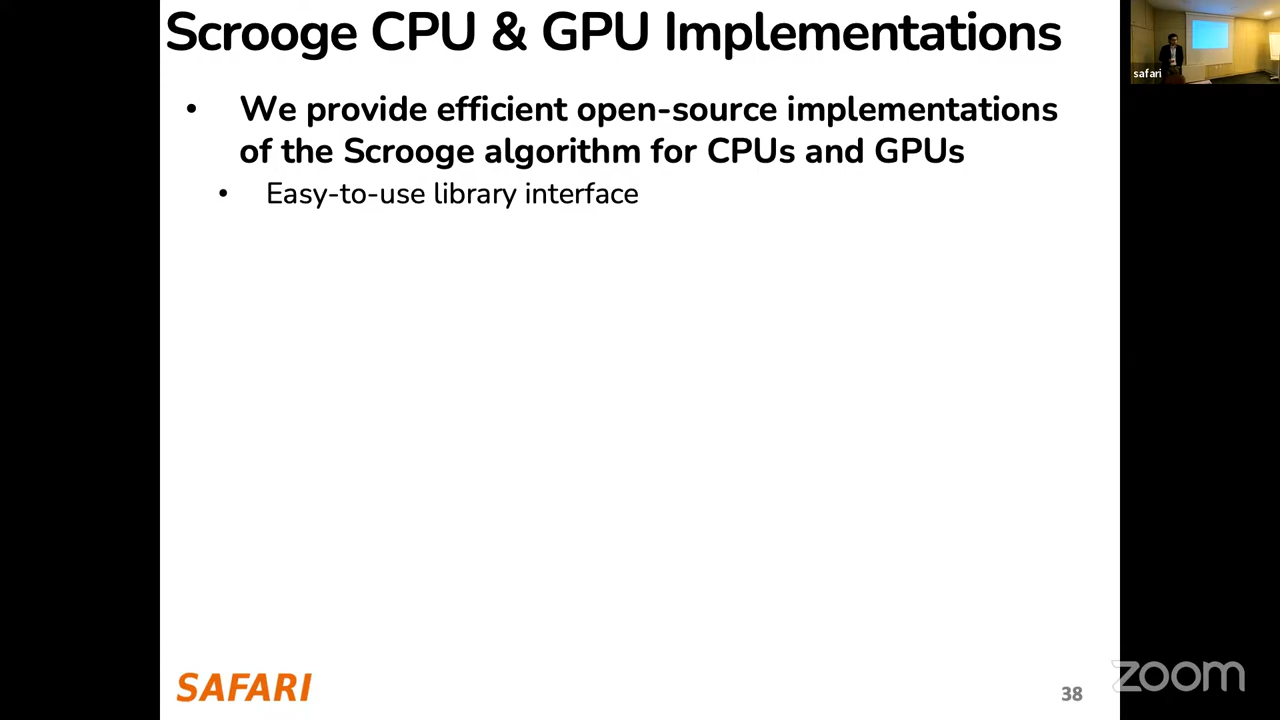 Scrooge CPU & GPU Implementations
• We provide efficient open-source implementations
of the Scrooge algorithm for CPUs and GPUs
• Easy-to-use library interface
SAFARI
38
safari
zoom